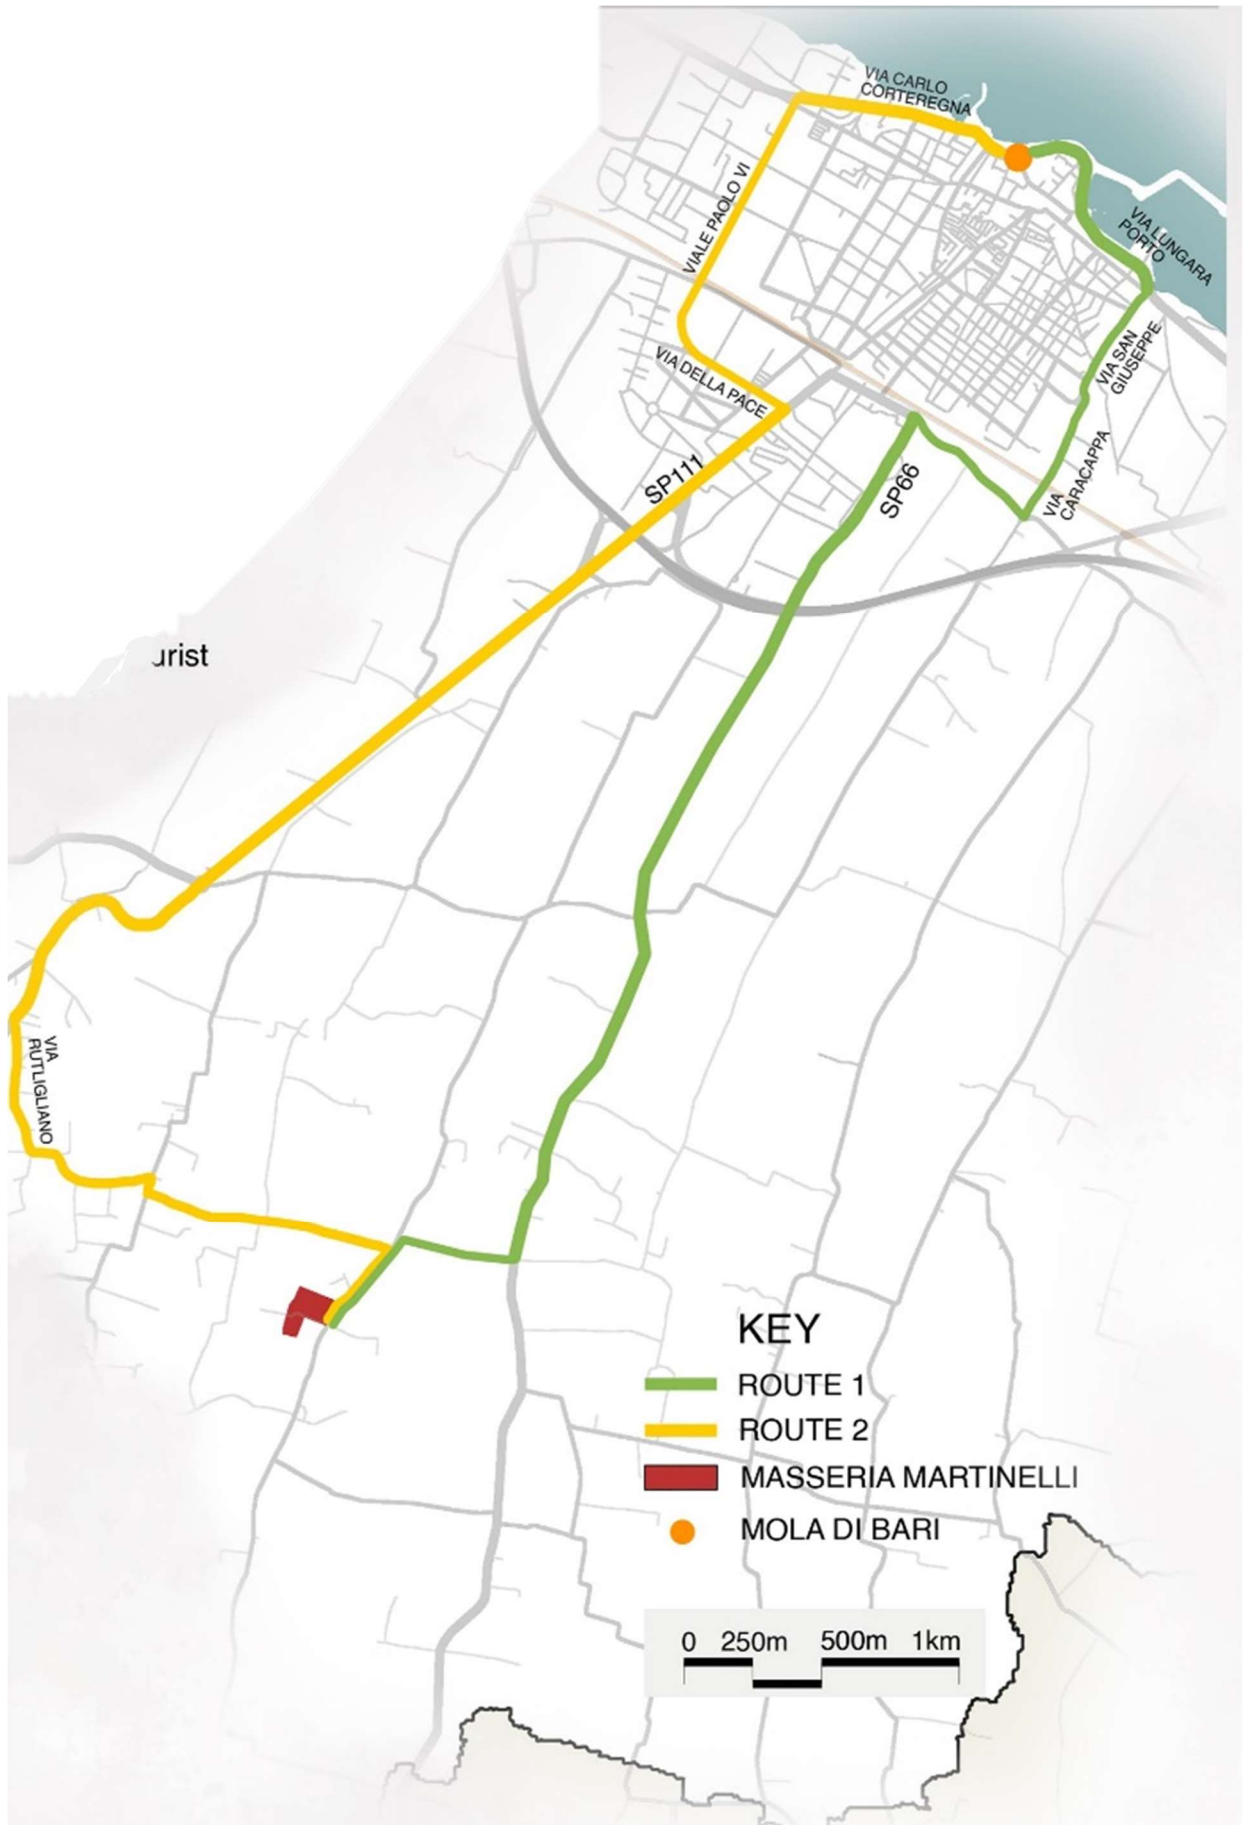 VIA CARLO
CORTEREGNA
VIALE PAOLO VI
VIA LUNGARA
PORTO
VIA SAN
GIUSEPPE
VIA DELLA PACE
VIA
CARACAPPA
SP111
SP66
urist
VIA
RUTLIGLIANO
KEY
ROUTE 1
ROUTE 2
MASSERIA MARTINELLI
MOLA DI BARI
0 250m 500m 1km